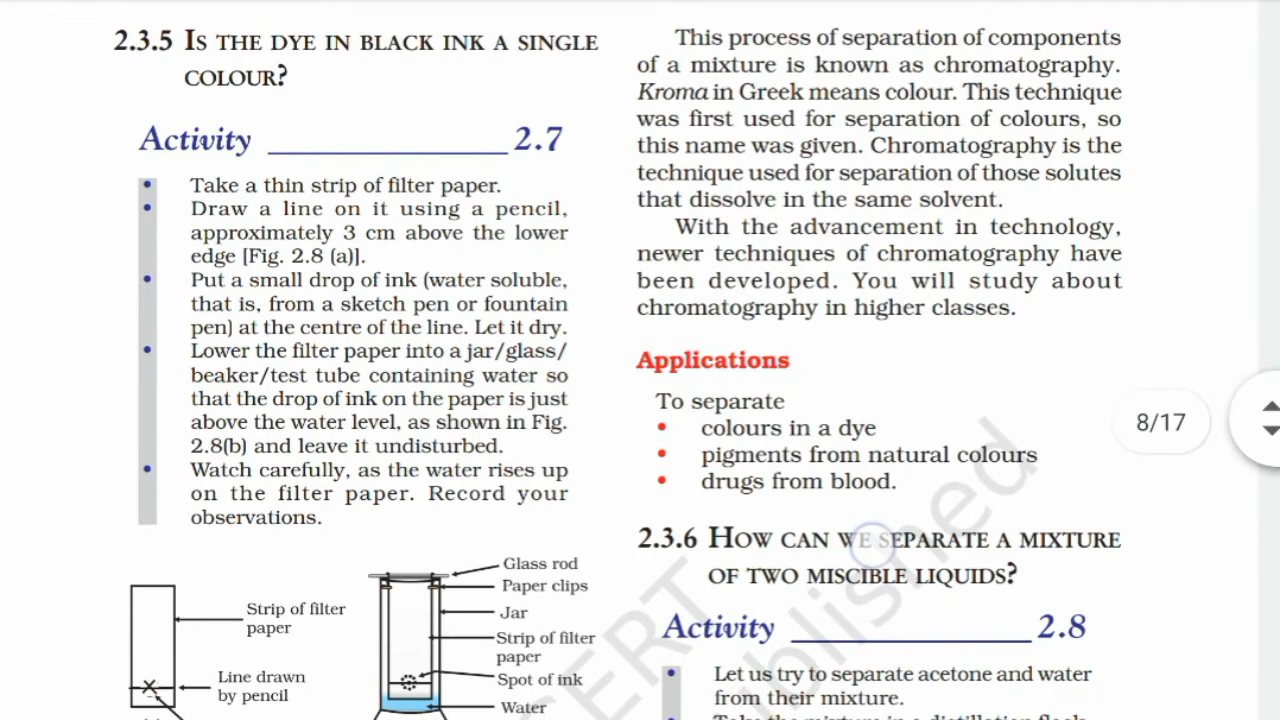 2.3.5 IS THE DYE IN BLACK INK A SINGLE
COLOUR?
Activity 2.7
• Take a thin strip of filter paper.
• Draw a line on it using a pencil,
approximately 3 cm above the lower
edge [Fig. 2.8 (a)].
• Put a small drop of ink (water soluble,
that is, from a sketch pen or fountain
pen) at the centre of the line. Let it dry.
• Lower the filter paper into a jar/glass/
beaker/test tube containing water so
that the drop of ink on the paper is just
above the water level, as shown in Fig.
2.8(b) and leave it undisturbed.
• Watch carefully, as the water rises up
on the filter paper. Record your
observations.
Strip of filter
paper
Line drawn
by pencil
Glass rod
Paper clips
Jar
Strip of filter
paper
Spot of ink
Water
This process of separation of components
of a mixture is known as chromatography.
Kroma in Greek means colour. This technique
was first used for separation of colours, so
this name was given. Chromatography is the
technique used for separation of those solutes
that dissolve in the same solvent.
With the advancement in technology,
newer techniques of chromatography have
been developed. You will study about
chromatography in higher classes.
Applications
To separate
• colours in a dye
• pigments from natural colours
• drugs from blood.
2.3.6 HOW CAN WE SEPARATE A MIXTURE
OF TWO MISCIBLE LIQUIDS?
Activity 2.8
• Let us try to separate acetone and water
from their mixture.
8/17